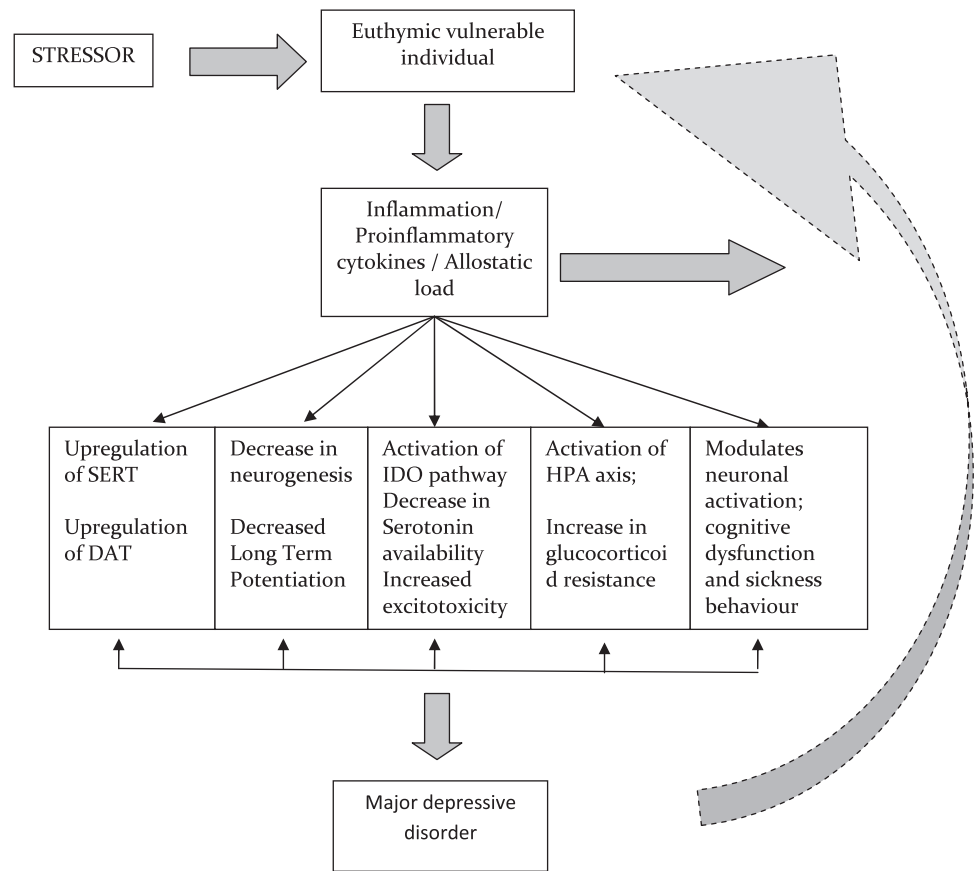 STRESSOR
Euthymic vulnerable
individual
Inflammation/
Proinflammatory
cytokines / Allostatic
load
Upregulation
of SERT
Upregulation
of DAT
Decrease in
neurogenesis
Decreased
Long Term
Potentiation
Activation of
IDO pathway
Decrease in
Serotonin
availability
Increased
excitotoxicity
Activation of
HPA axis;
Increase in
glucocorticoi
d resistance
Modulates
neuronal
activation;
cognitive
dysfunction
and sickness
behaviour
Major depressive
disorder